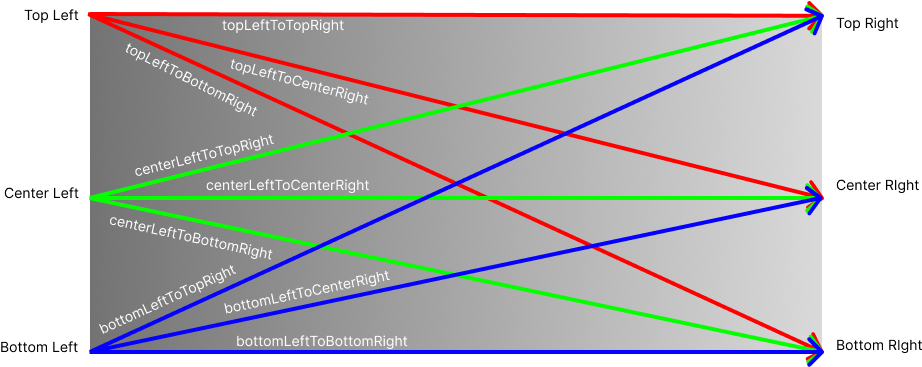 Top Left
topLeftToTopRight
Top Right
topLeftToBottomRight
topLeftToCenterRight
centerLeftToTopRight
Center Left
centerLeftToCenterRight
Center RIght
centerLeftToBottomRight
bottomLeftToTopRight
bottomLeftToCenterRight
Bottom Left
bottomLeftToBottomRight
Bottom RIght